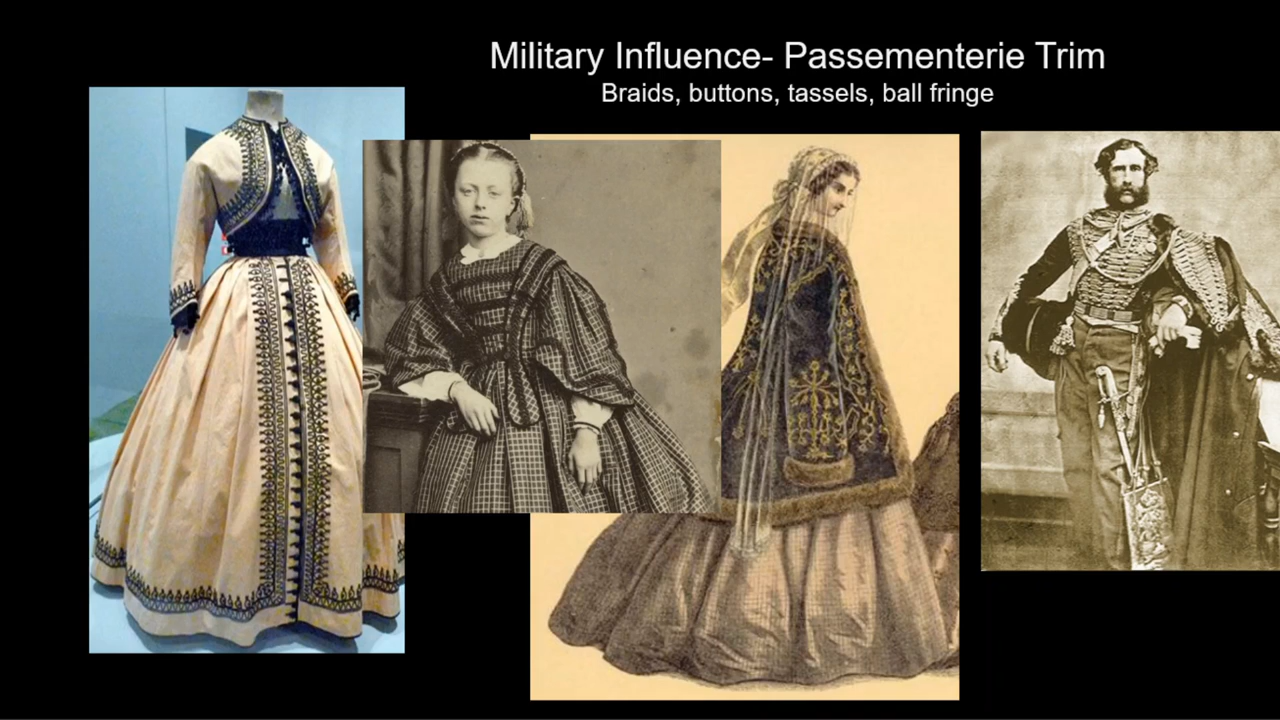 Military Influence- Passementerie Trim
Braids, buttons, tassels, ball fringe